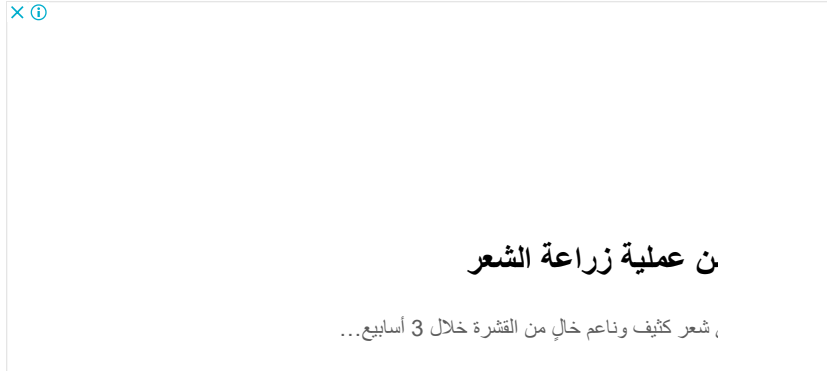 عملية زراعة الشعر
شعر كثيف وناعم خالٍ من القشرة خلال 3 أسابيع...